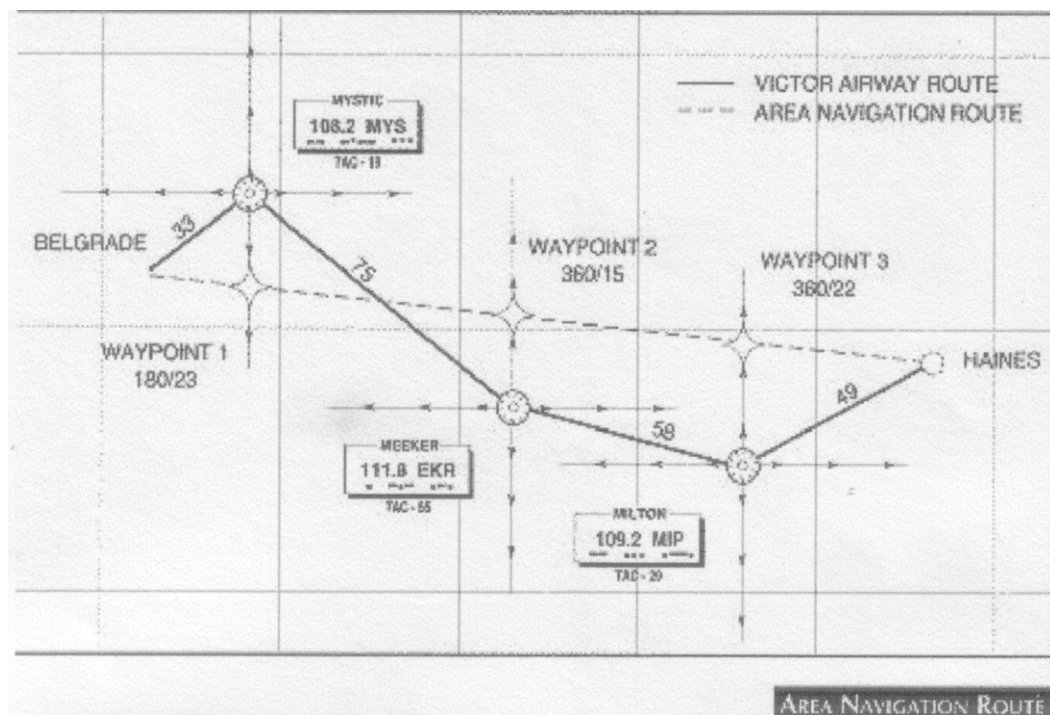 VICTOR AIRWAY ROUTE
AREA NAVIGATION ROUTE
MYSTIC
108.2 MYS
TAC - 19
33
BELGRADE
75
WAYPOINT 2
360/15
WAYPOINT 3
360/22
WAYPOINT 1
180/23
HAINES
49
58
MEEKER
111.8 EKR
TAC - 55
MILTON
109.2 MIP
TAC - 29
AREA NAVIGATION ROUTE